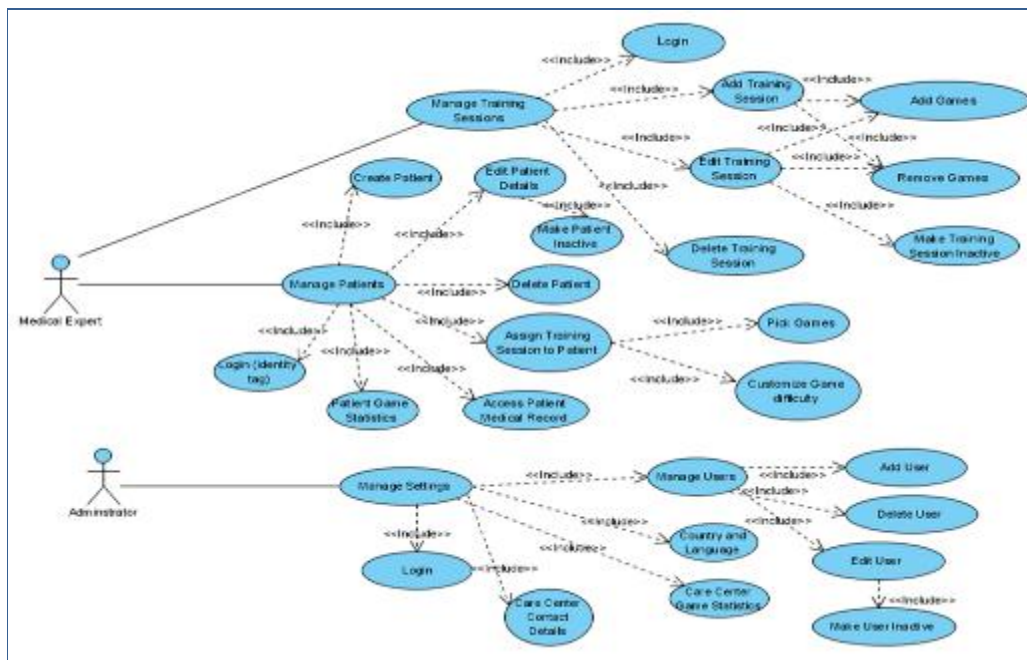 Login
<<Include>>
Manage Training
Sessions
<<Include>>
Add Training
Session
<<Include>>
Add Games
<<Include>>
<<Include>>
Edit Training
Session
<<Include>>
Remove Games
<<Include>>
<<Include>>
Delete Training
Session
Make Training
Session Inactive
Create Patient
Edit Patient
Details
<<Include>>
<<Include>>
<<Include>>
Make Patient
Inactive
Medical Expert
Manage Patients
<<Include>>
Delete Patient
<<Include>>
Assign Training
Session to Patient
<<Include>>
Pick Games
<<Include>>
Customize Game
difficulty
<<Include>>
Login (identity
tag)
<<Include>>
Patient Game
Statistics
<<Include>>
Access Patient
Medical Record
Adminstrator
Manage Settings
<<Include>>
Manage Users
<<Include>>
Add User
<<Include>>
Delete User
<<Include>>
Edit User
<<Include>>
Make User Inactive
<<Include>>
Country and
Language
<<Include>>
Care Center
Game Statistics
<<Include>>
Login
<<Include>>
Care Center
Contact
Details